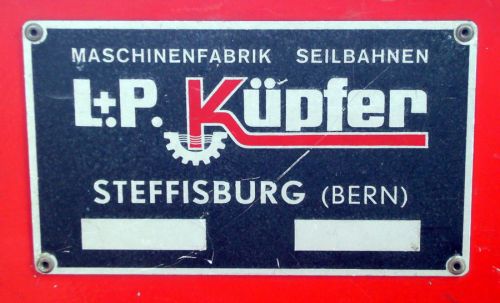 MASCHINENFABRIK SEILBAHNEN
L+P. Küpfer
STEFFISBURG (BERN)